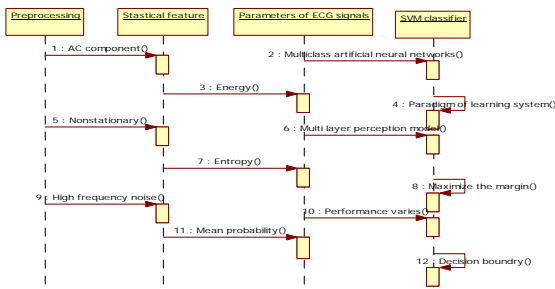 Preprocessing
Stastical feature
Parameters of ECG signals
SVM classifier
1 : AC component()
2 : Multiclass artificial neural networks()
3 : Energy()
4 : Paradigm of learning system()
5 : Nonstationary()
6 : Multi layer perception model()
7 : Entropy()
8 : Maximize the margin()
9 : High frequency noise()
10 : Performance varies()
11 : Mean probability()
12 : Decision boundry()